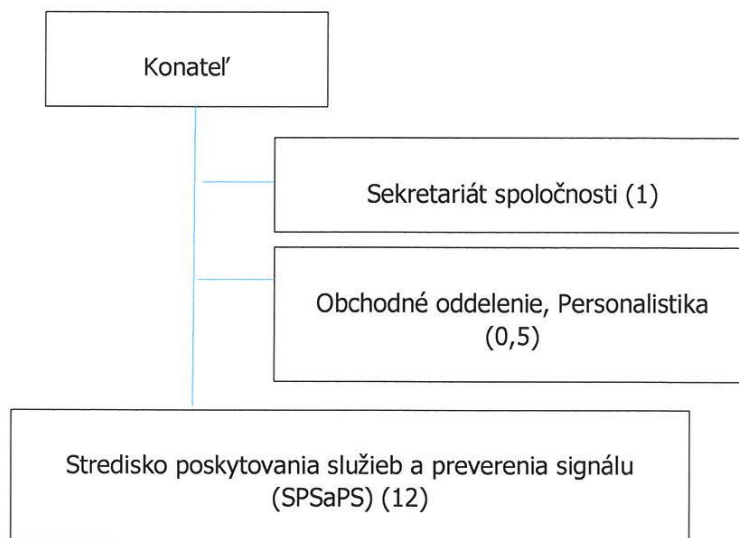 Konateľ
Sekretariát spoločnosti (1)
Obchodné oddelenie, Personalistika
(0,5)
Stredisko poskytovania služieb a preverenia signálu
(SPSaPS) (12)